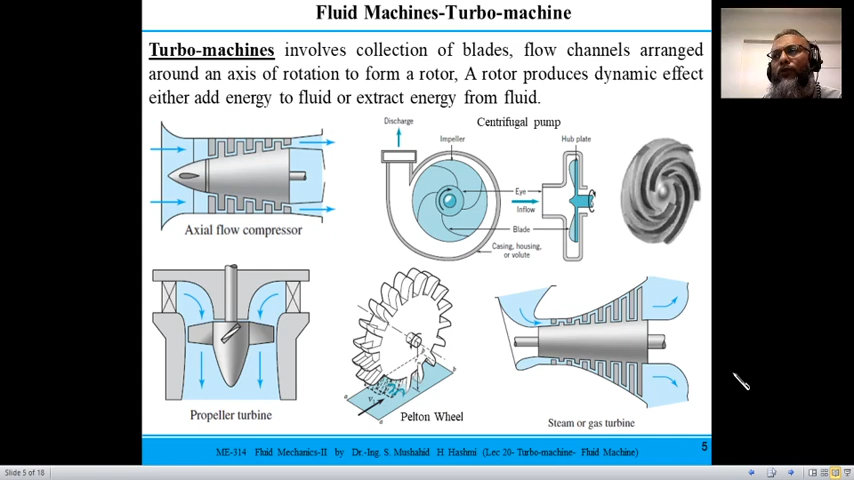 Fluid Machines-Turbo-machine
Turbo-machines involves collection of blades, flow channels arranged
around an axis of rotation to form a rotor, A rotor produces dynamic effect
either add energy to fluid or extract energy from fluid.
Discharge
Centrifugal pump
Impeller
Hub plate
Eye
Inflow
Blade
Casing, housing,
or volute
Axial flow compressor
Propeller turbine
Pelton Wheel
Steam or gas turbine
ME-314 Fluid Mechanics-II by Dr.-Ing. S. Mushahid H Hashmi (Lec 20- Turbo-machine- Fluid Machine)
5
Slide 5 of 18